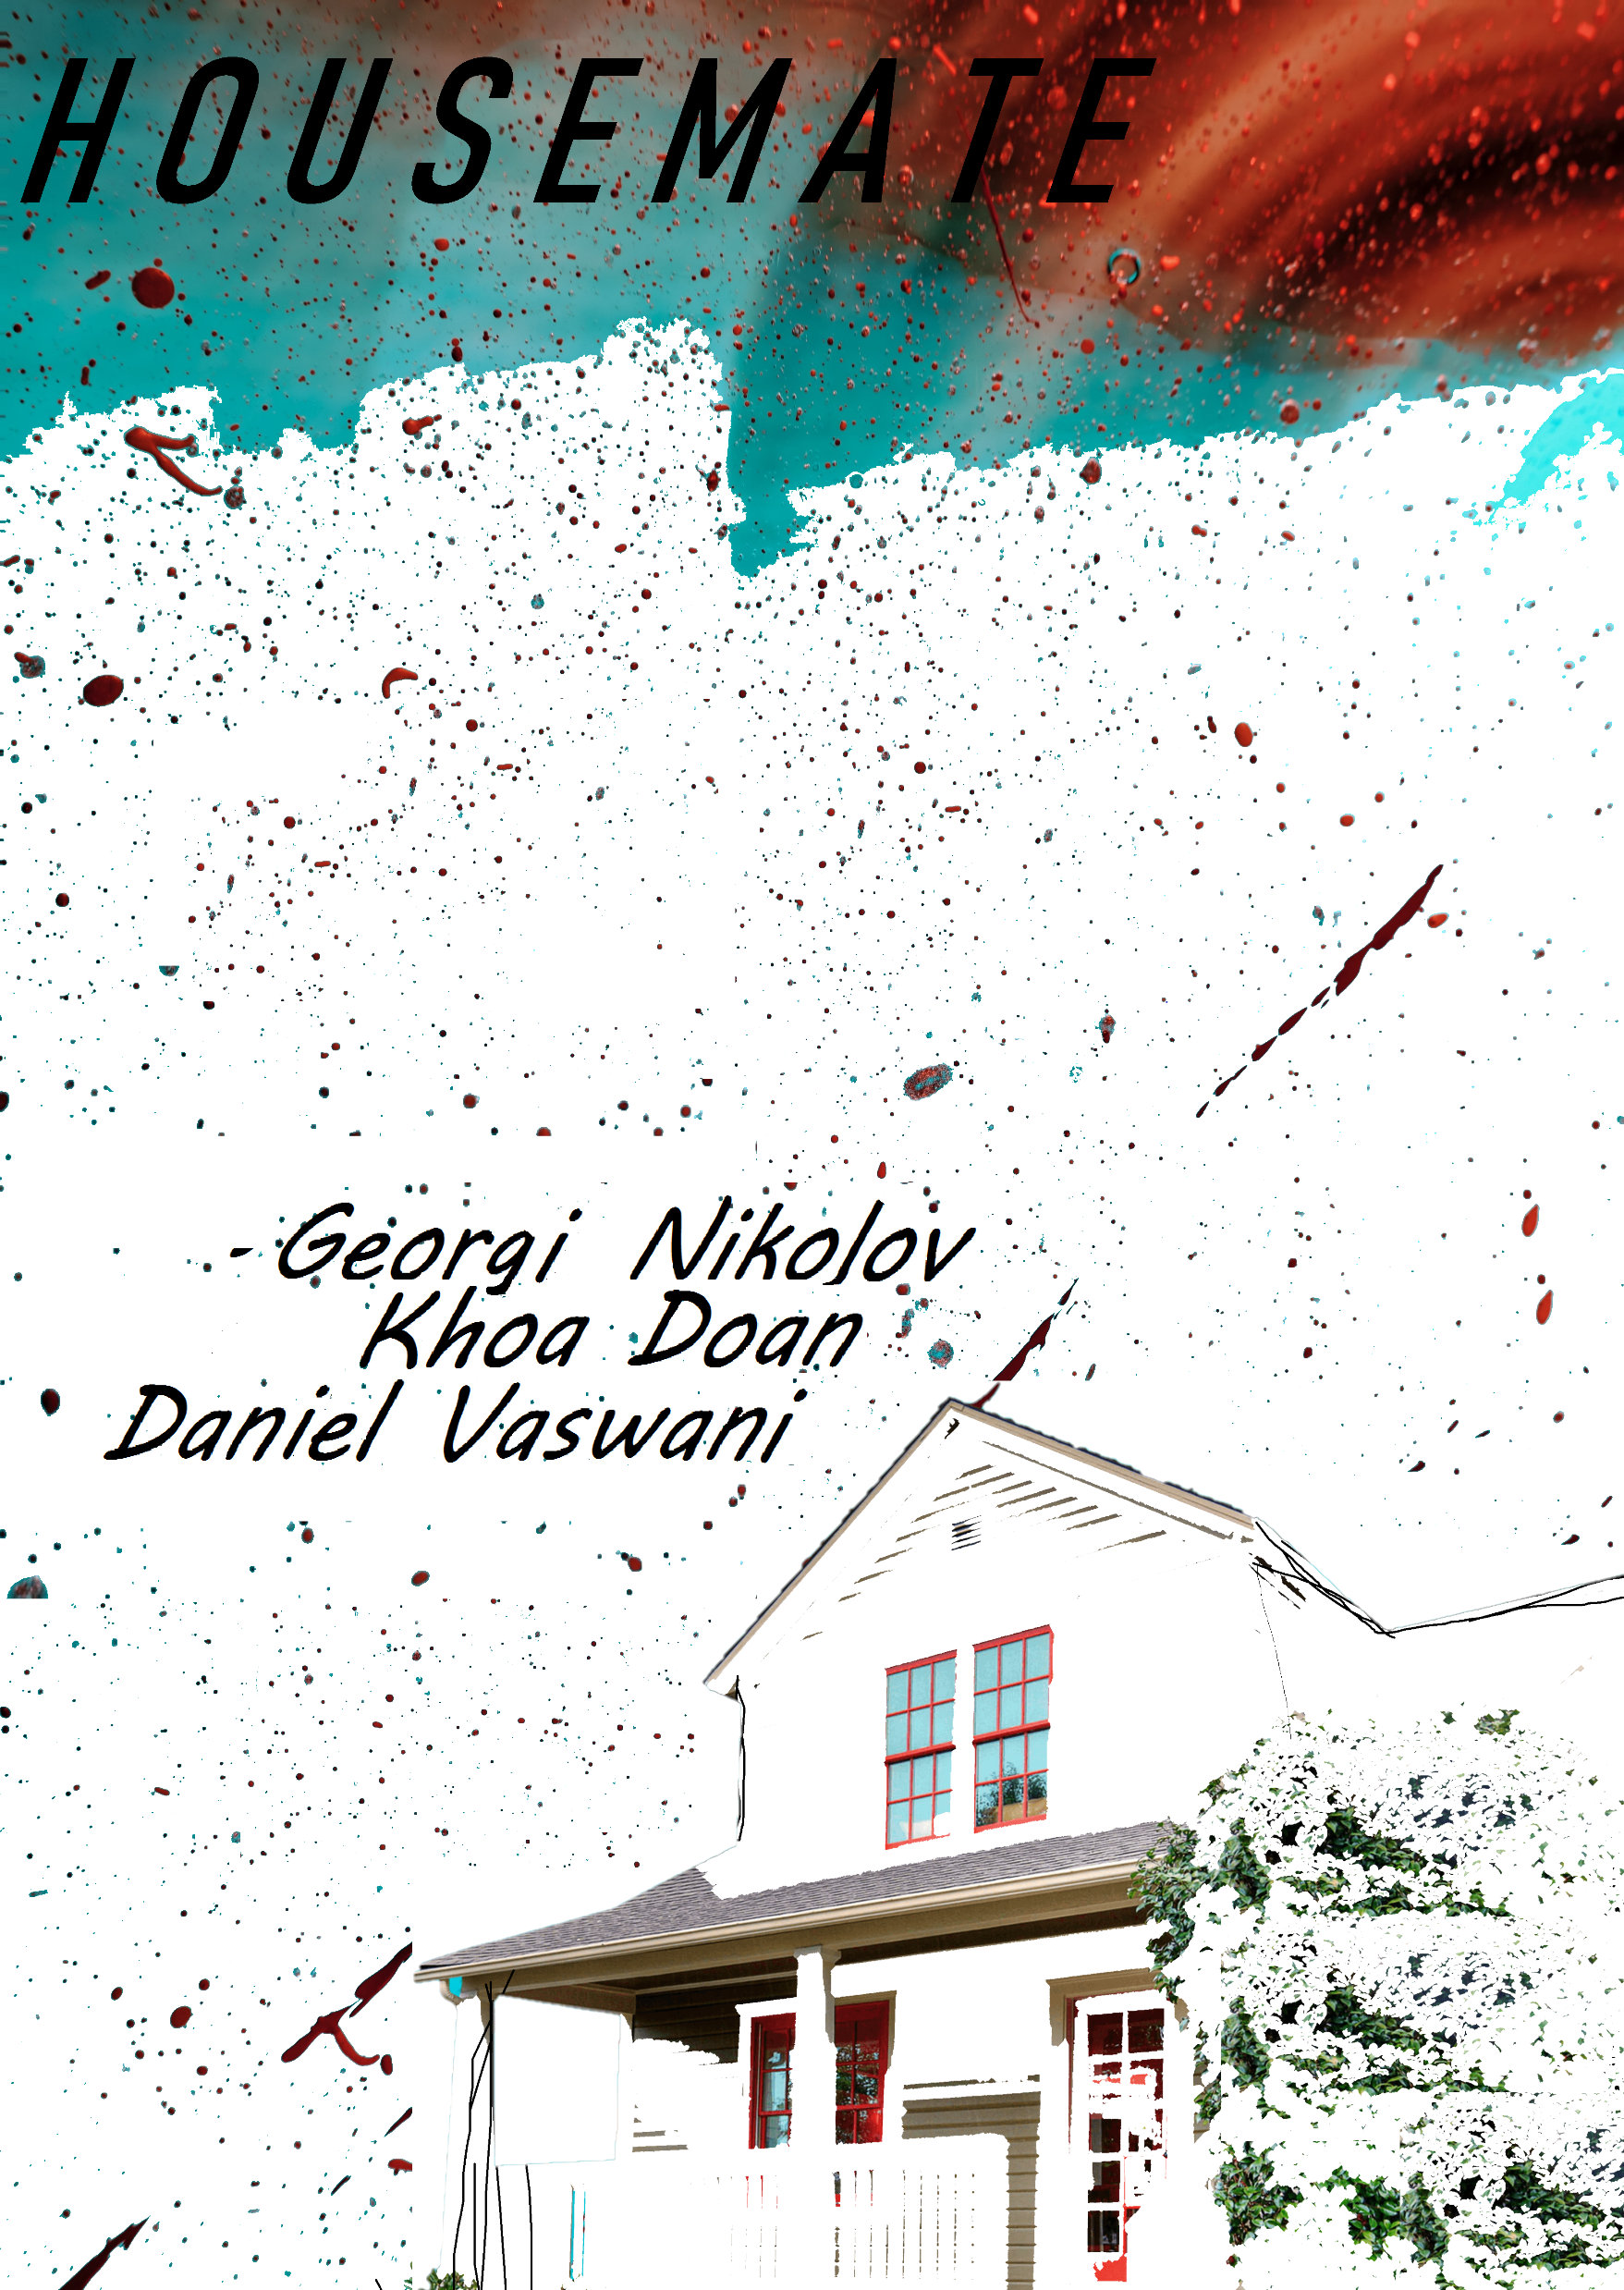 HOUSEMATE
- Georgi Nikolov
Khoa Doan
Daniel Vaswani